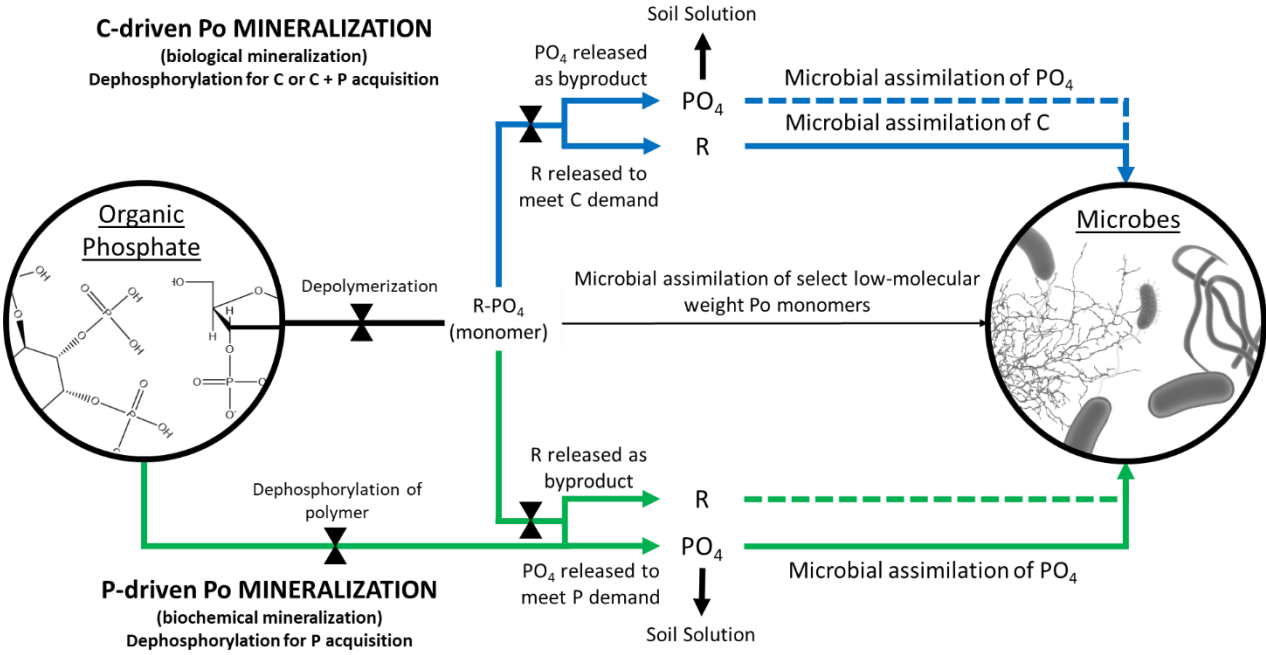 C-driven Po MINERALIZATION
(biological mineralization)
Dephosphorylation for C or C + P acquisition
Soil Solution
PO₄ released
as byproduct
PO₄
Microbial assimilation of PO₄
R
Microbial assimilation of C
R released to
meet C demand
Organic
Phosphate
OH
O
O
P
OH
O
OH
O
O
P
OH
HO
O
H
H
O
O
P
O
O⁻
Depolymerization
R-PO₄
(monomer)
Microbial assimilation of select low-molecular
weight Po monomers
Microbes
Dephosphorylation of
polymer
R released as
byproduct
R
PO₄
PO₄ released to
meet P demand
Microbial assimilation of PO₄
Soil Solution
P-driven Po MINERALIZATION
(biochemical mineralization)
Dephosphorylation for P acquisition